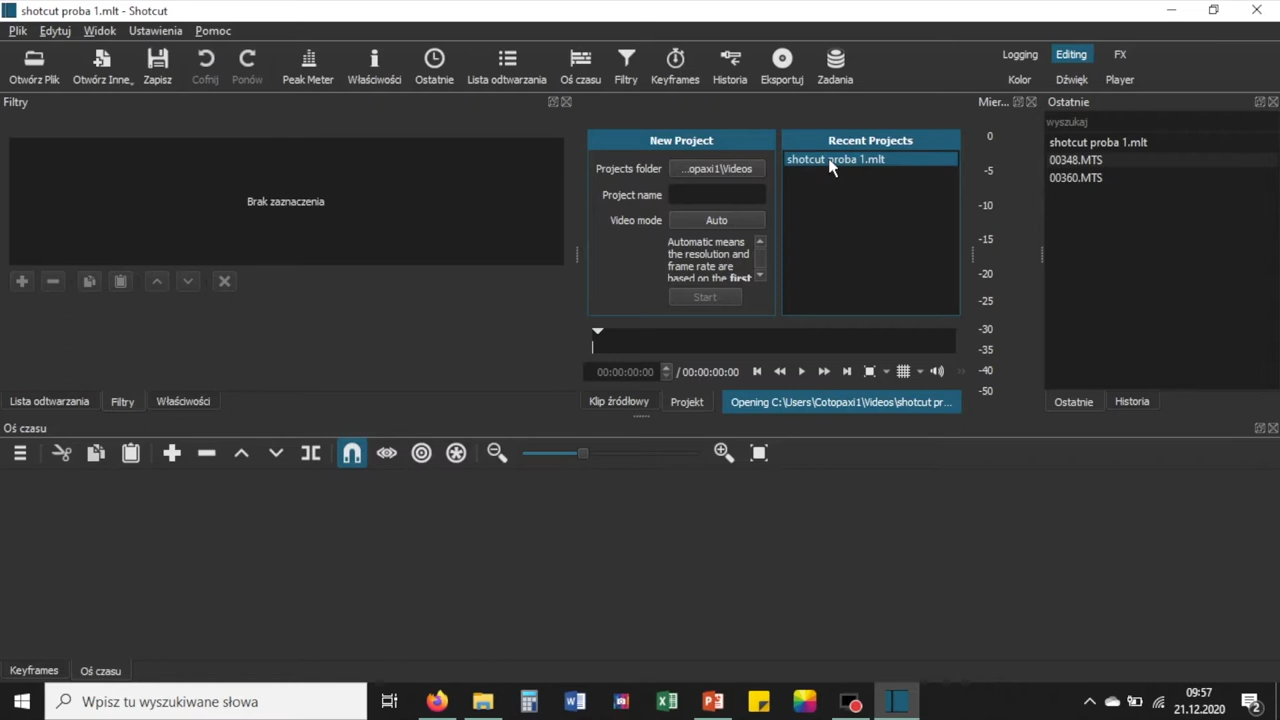 shotcut proba 1.mlt - Shotcut
Plik Edytuj Widok Ustawienia Pomoc
Otwórz Plik Otwórz Inne... Zapisz Cofnij Ponów Peak Meter Właściwości Ostatnie Lista odtwarzania Oś czasu Filtry Keyframes Historia Eksportuj Zadania
Logging Editing FX
Kolor Dźwięk Player
Filtry
Brak zaznaczenia
New Project
Projects folder ...opaxi1\Videos
Project name
Video mode Auto
Automatic means
the resolution and
frame rate are
based on the first
Start
Recent Projects
shotcut proba 1.mlt
00:00:00:00 / 00:00:00:00
Klip źródłowy Projekt Opening C:\Users\Cotopaxi1\Videos\shotcut pr...
Mier...
0
-5
-10
-15
-20
-25
-30
-35
-40
-50
Ostatnie
wyszukaj
shotcut proba 1.mlt
00348.MTS
00360.MTS
Ostatnie Historia
Lista odtwarzania Filtry Właściwości
Oś czasu
Keyframes Oś czasu
Wpisz tu wyszukiwane słowa
09:57
21.12.2020
2